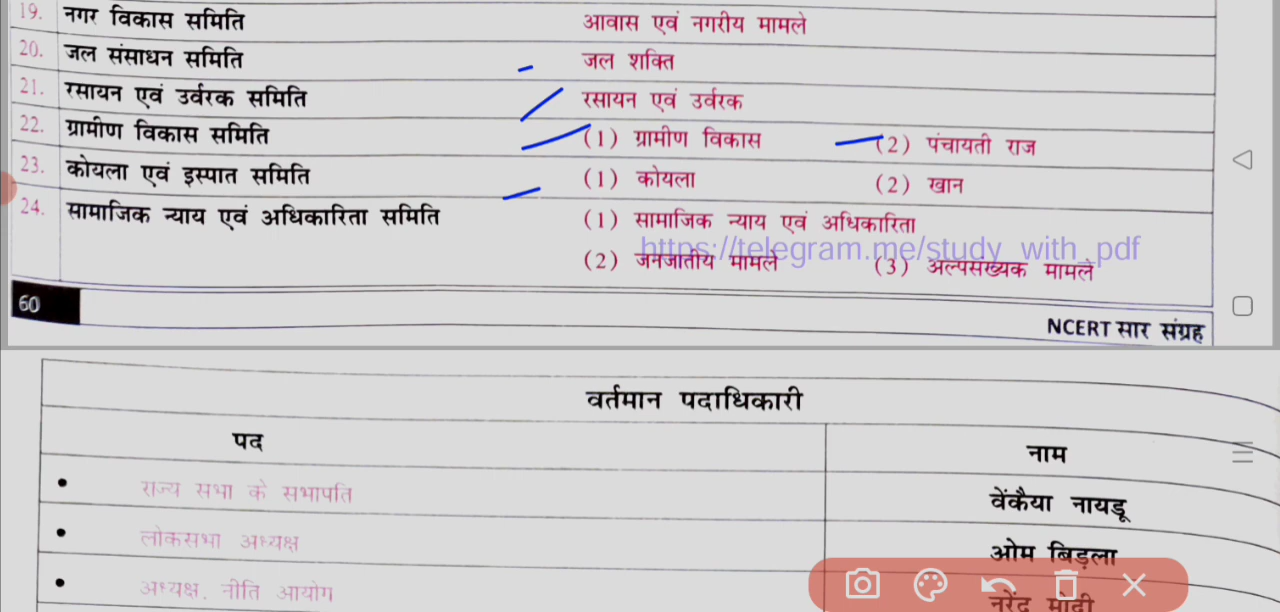 19. नगर विकास समिति आवास एवं नगरीय मामले
20. जल संसाधन समिति जल शक्ति
21. रसायन एवं उर्वरक समिति रसायन एवं उर्वरक
22. ग्रामीण विकास समिति (1) ग्रामीण विकास (2) पंचायती राज
23. कोयला एवं इस्पात समिति (1) कोयला (2) खान
24. सामाजिक न्याय एवं अधिकारिता समिति (1) सामाजिक न्याय एवं अधिकारिता
https://telegram.me/study_with_pdf
(2) जनजातीय मामले (3) अल्पसंख्यक मामले
60
NCERT सार संग्रह
वर्तमान पदाधिकारी
पद नाम
• राज्य सभा के सभापति वेंकैया नायडू
• लोकसभा अध्यक्ष ओम बिड़ला
• अध्यक्ष. नीति आयोग नरेंद्र मोदी